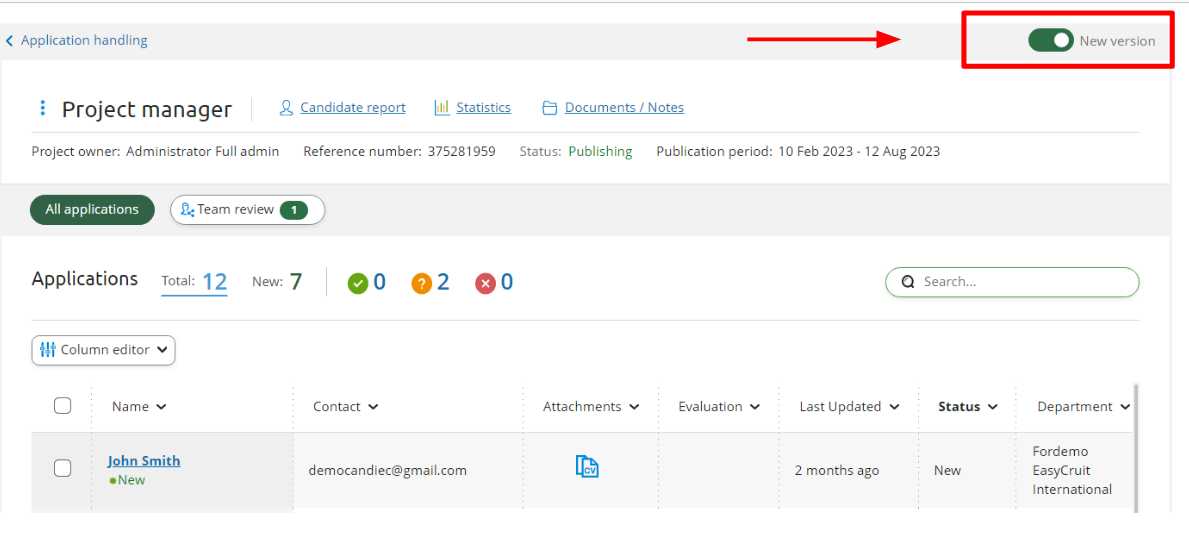 Application handling
New version
Project manager
Candidate report
Statistics
Documents / Notes
Project owner: Administrator Full admin Reference number: 375281959 Status: Publishing Publication period: 10 Feb 2023 - 12 Aug 2023
All applications
Team review 1
Applications Total: 12 New: 7 0 ? 2 0
Search...
Column editor
Name Contact Attachments Evaluation Last Updated Status Department
John Smith
New
democandiec@gmail.com
CV
2 months ago
New
Fordemo
EasyCruit
International